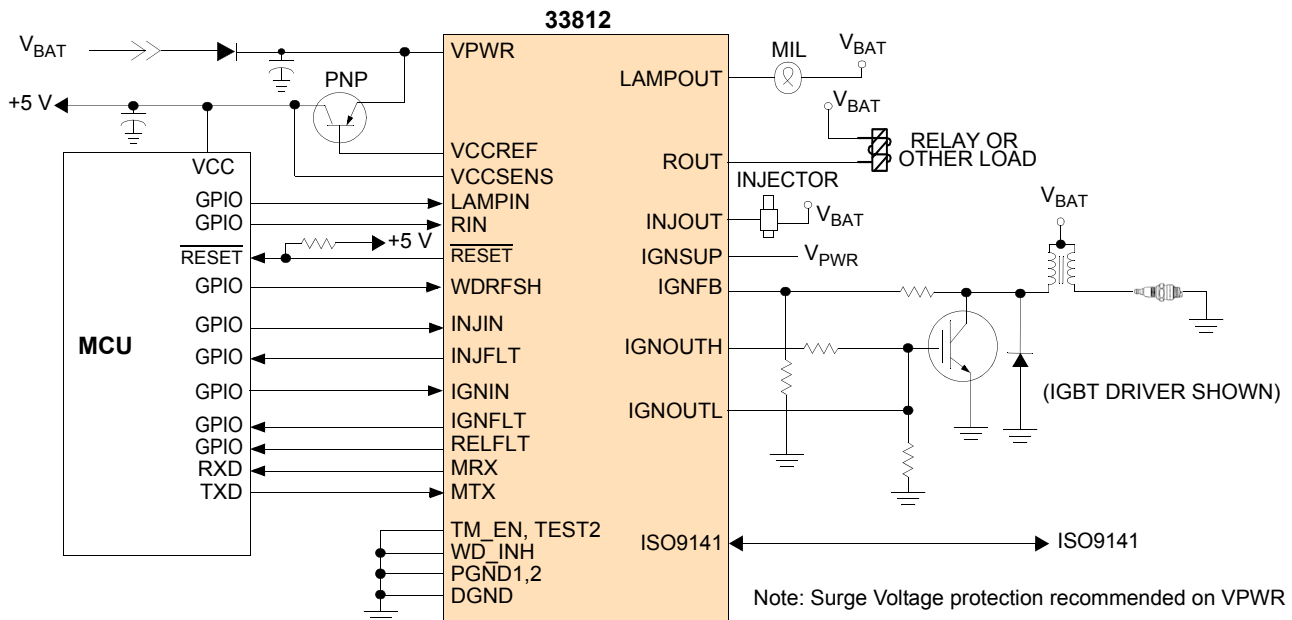 33812
VBAT
+5 V
PNP
VPWR
VCCREF
VCCSENS
LAMPIN
RIN
RESET
WDRFSH
INJIN
INJFLT
IGNIN
IGNFLT
RELFLT
MRX
MTX
TM_EN, TEST2
WD_INH
PGND1,2
DGND
+5 V
MCU
VCC
GPIO
GPIO
RESET
GPIO
GPIO
GPIO
GPIO
GPIO
GPIO
RXD
TXD
LAMPOUT
ROUT
INJOUT
IGNSUP
IGNFB
IGNOUTH
IGNOUTL
ISO9141
MIL
VBAT
VBAT
RELAY OR
OTHER LOAD
INJECTOR
VBAT
VPWR
VBAT
(IGBT DRIVER SHOWN)
ISO9141
Note: Surge Voltage protection recommended on VPWR